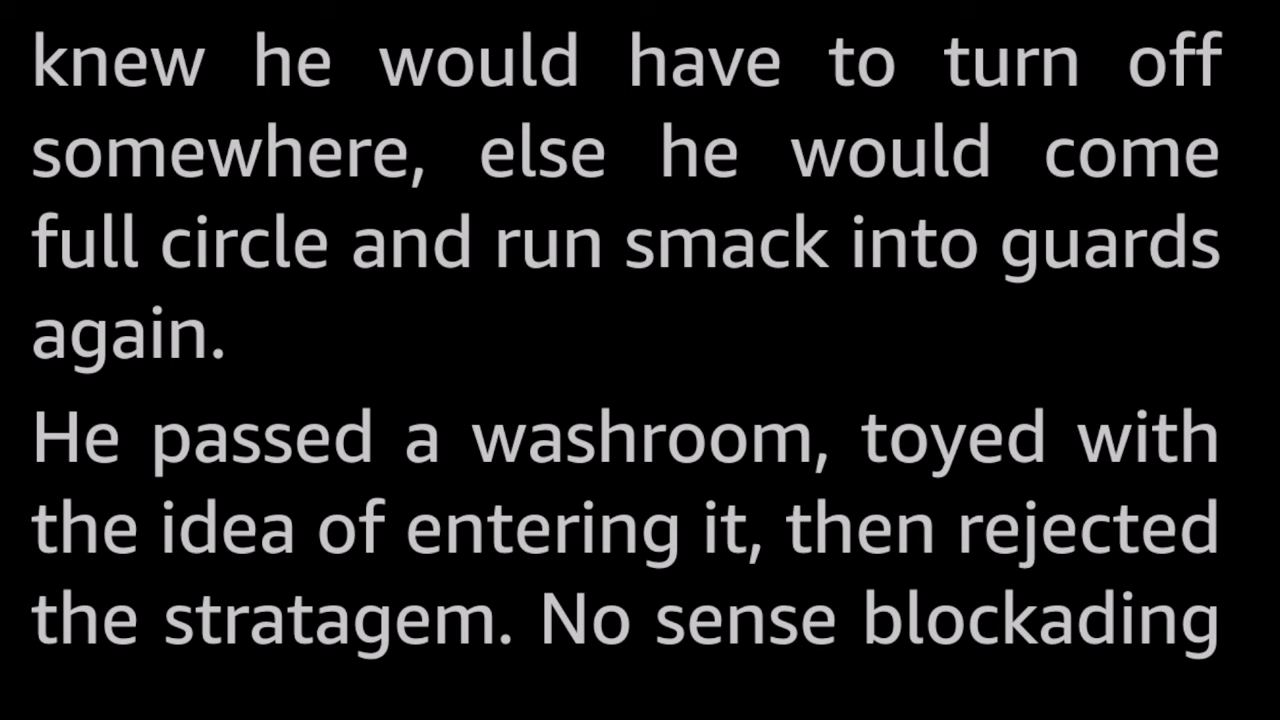 knew he would have to turn off
somewhere, else he would come
full circle and run smack into guards
again.
He passed a washroom, toyed with
the idea of entering it, then rejected
the stratagem. No sense blockading